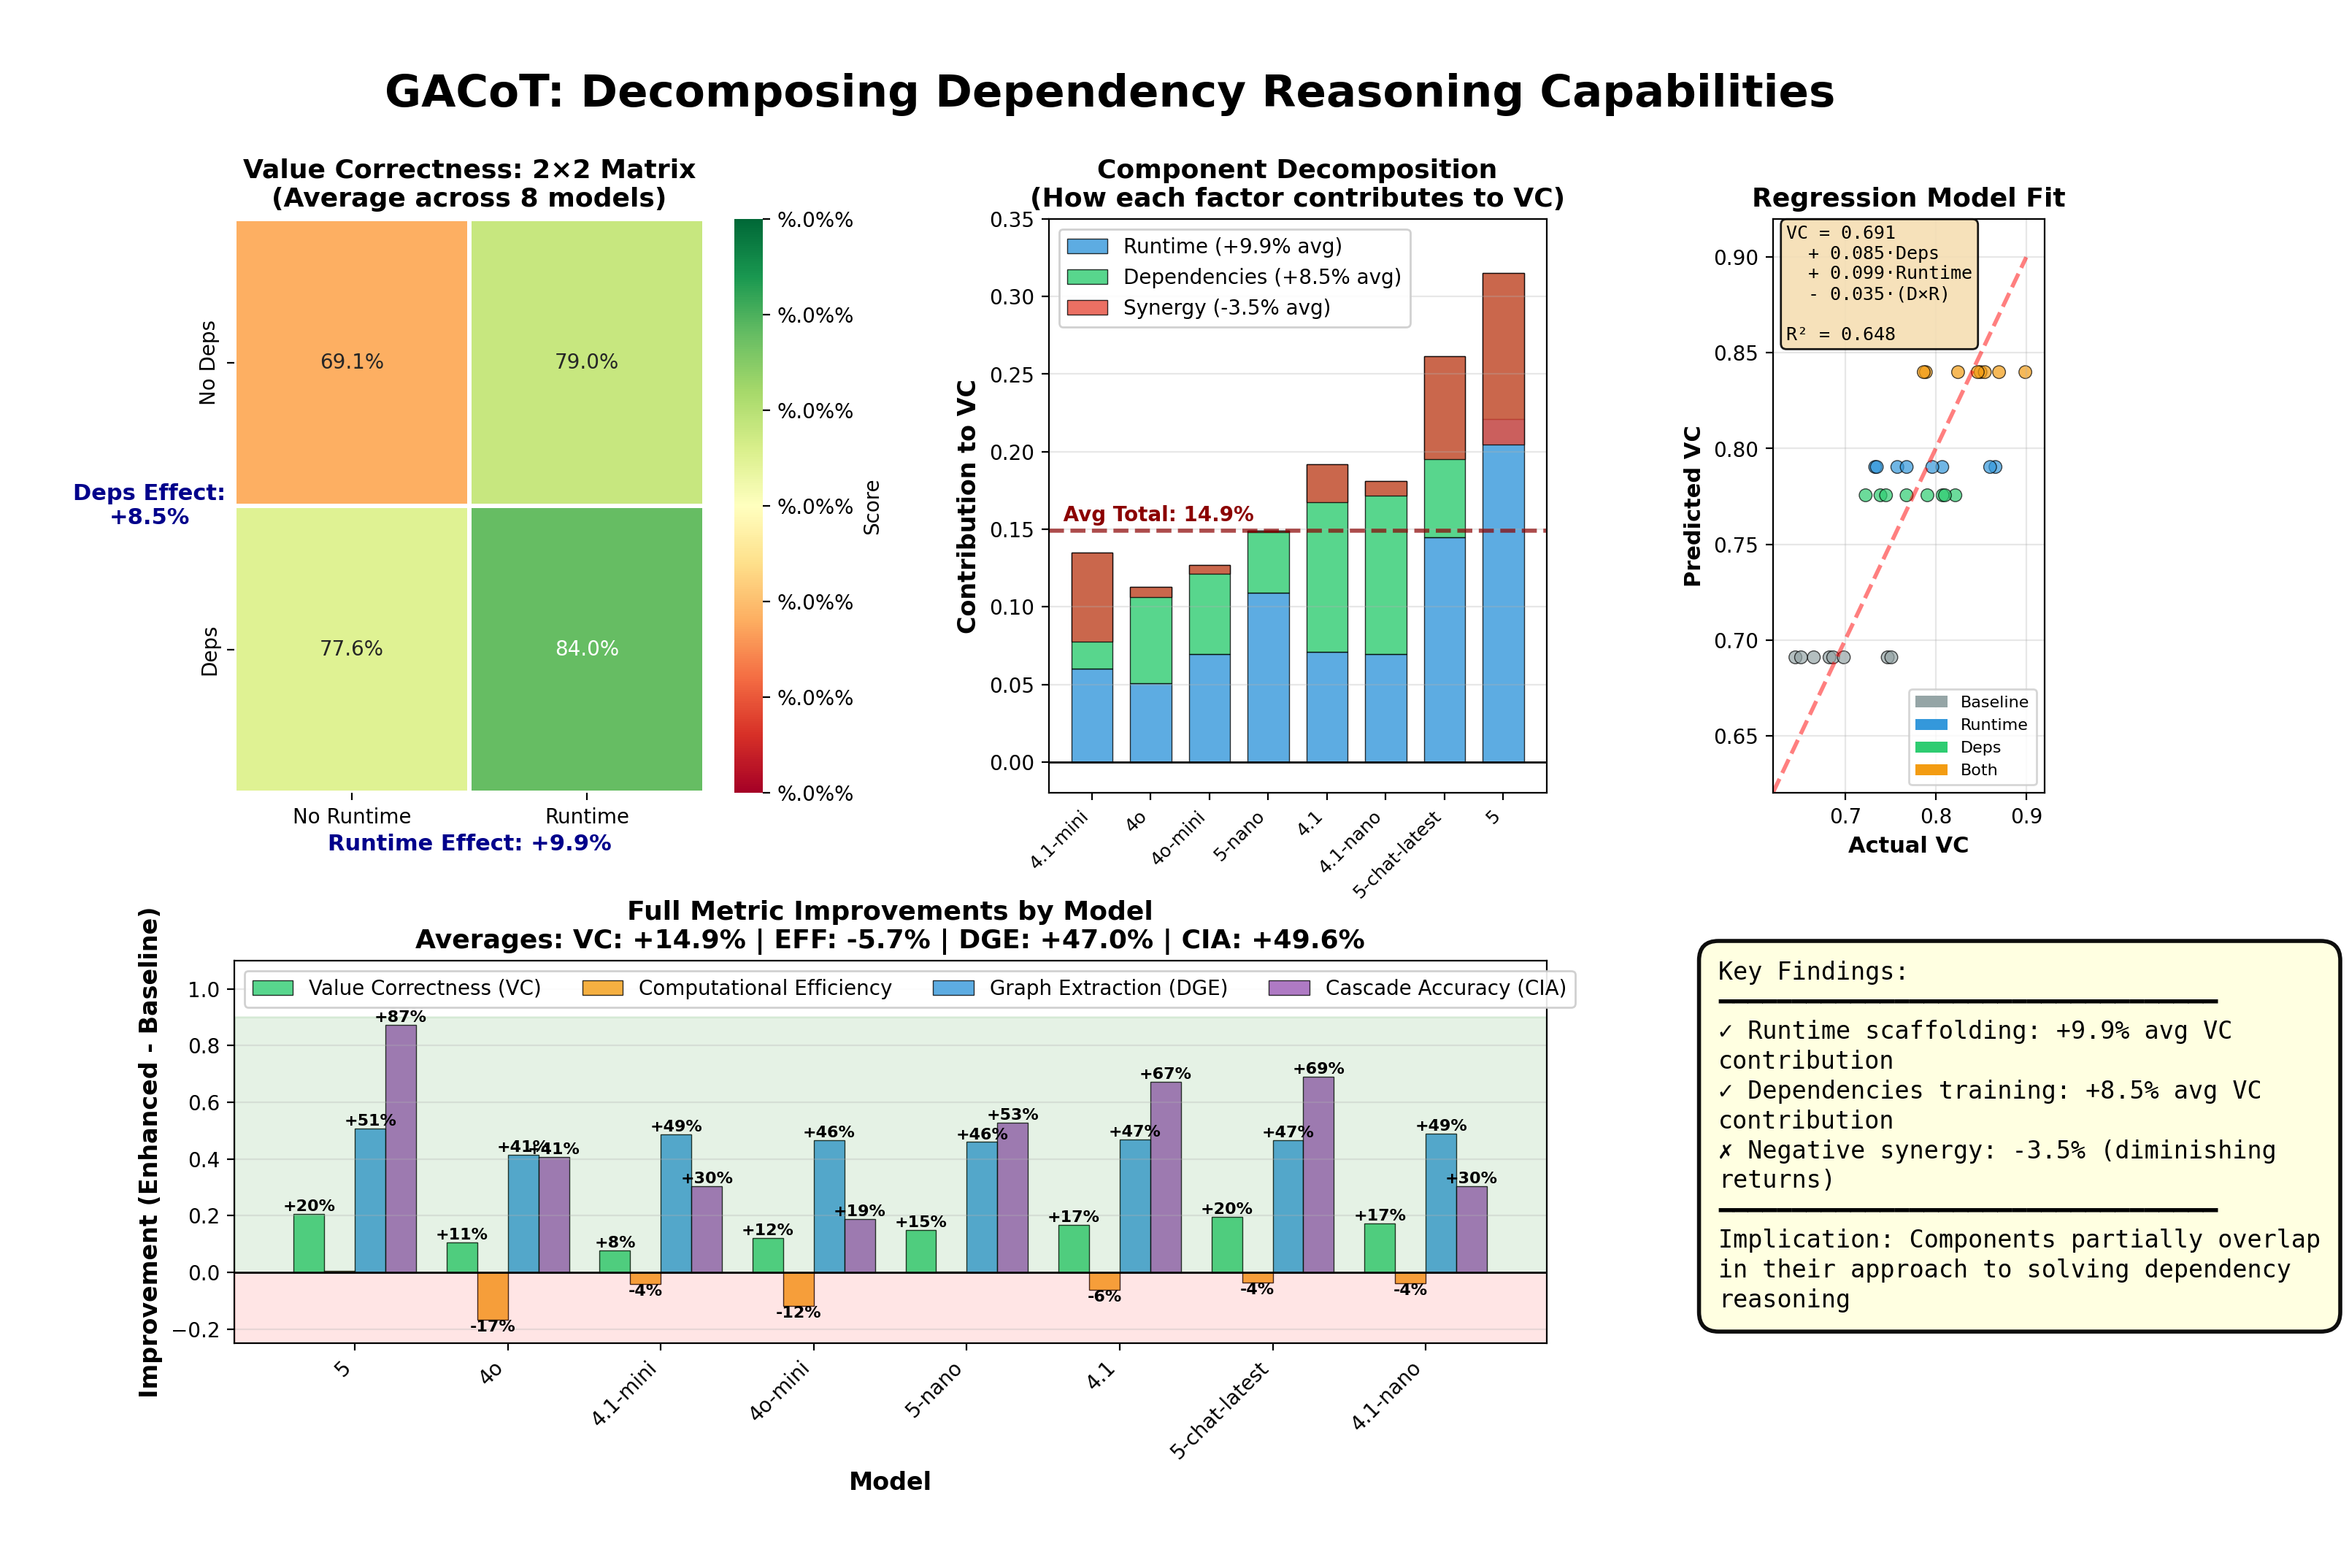 GACoT: Decomposing Dependency Reasoning Capabilities
Value Correctness: 2×2 Matrix
(Average across 8 models)
No Deps
Deps
69.1%
79.0%
77.6%
84.0%
Deps Effect:
+8.5%
No Runtime
Runtime
Runtime Effect: +9.9%
%.0%%
%.0%%
%.0%%
%.0%%
%.0%%
%.0%%
%.0%%
Score
Component Decomposition
(How each factor contributes to VC)
Contribution to VC
0.35
0.30
0.25
0.20
0.15
0.10
0.05
0.00
Runtime (+9.9% avg)
Dependencies (+8.5% avg)
Synergy (-3.5% avg)
Avg Total: 14.9%
4.1-mini
4o
4o-mini
5-nano
4.1
4.1-nano
5-chat-latest
5
Regression Model Fit
Predicted VC
0.90
0.85
0.80
0.75
0.70
0.65
VC = 0.691
+ 0.085·Deps
+ 0.099·Runtime
- 0.035·(D×R)
R² = 0.648
Baseline
Runtime
Deps
Both
0.7
0.8
0.9
Actual VC
Full Metric Improvements by Model
Averages: VC: +14.9% | EFF: -5.7% | DGE: +47.0% | CIA: +49.6%
Improvement (Enhanced - Baseline)
1.0
0.8
0.6
0.4
0.2
0.0
−0.2
Value Correctness (VC)
Computational Efficiency
Graph Extraction (DGE)
Cascade Accuracy (CIA)
+20%
+51%
+87%
+11%
-17%
+41%
+41%
+8%
-4%
+49%
+30%
+12%
-12%
+46%
+19%
+15%
+46%
+53%
+17%
-6%
+47%
+67%
+20%
-4%
+47%
+69%
+17%
-4%
+49%
+30%
5
4o
4.1-mini
4o-mini
5-nano
4.1
5-chat-latest
4.1-nano
Model
Key Findings:
✓ Runtime scaffolding: +9.9% avg VC
contribution
✓ Dependencies training: +8.5% avg VC
contribution
✗ Negative synergy: -3.5% (diminishing
returns)
Implication: Components partially overlap
in their approach to solving dependency
reasoning